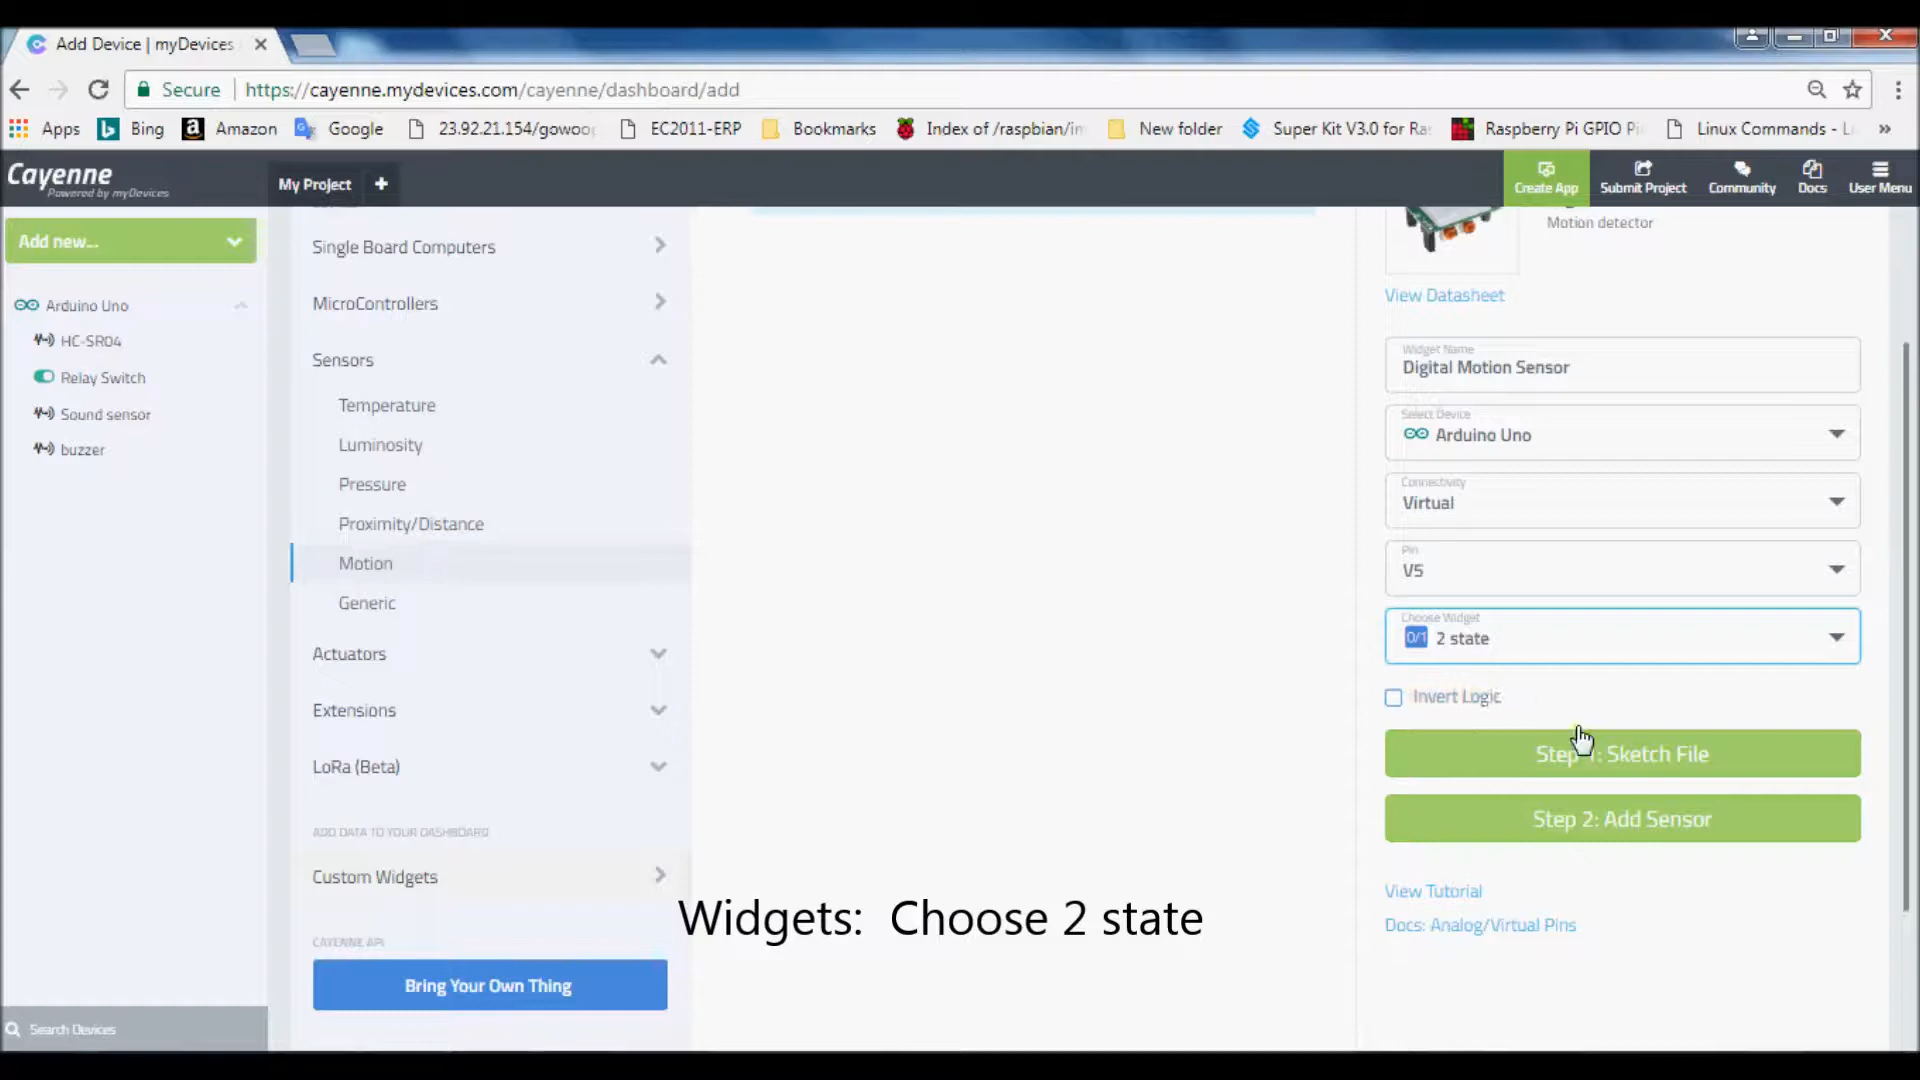 Add Device | myDevices
Secure
https://cayenne.mydevices.com/cayenne/dashboard/add
Apps
Bing
Amazon
Google
23.92.21.154/gowoo
EC2011-ERP
Bookmarks
Index of /raspbian/i
New folder
Super Kit V3.0 for Ra
Raspberry Pi GPIO Pi
Linux Commands - L
»
Cayenne
Powered by myDevices
My Project
+
Create App
Submit Project
Community
Docs
User Menu
Add new...
Arduino Uno
HC-SR04
Relay Switch
Sound sensor
buzzer
Search Devices
Single Board Computers
MicroControllers
Sensors
Temperature
Luminosity
Pressure
Proximity/Distance
Motion
Generic
Actuators
Extensions
LoRa (Beta)
ADD DATA TO YOUR DASHBOARD
Custom Widgets
CAYENNE API
Bring Your Own Thing
Motion detector
View Datasheet
Widget Name
Digital Motion Sensor
Select Device
Arduino Uno
Connectivity
Virtual
Pin
V5
Choose Widget
0/1 2 state
Invert Logic
Step 1: Sketch File
Step 2: Add Sensor
View Tutorial
Docs: Analog/Virtual Pins
Widgets: Choose 2 state